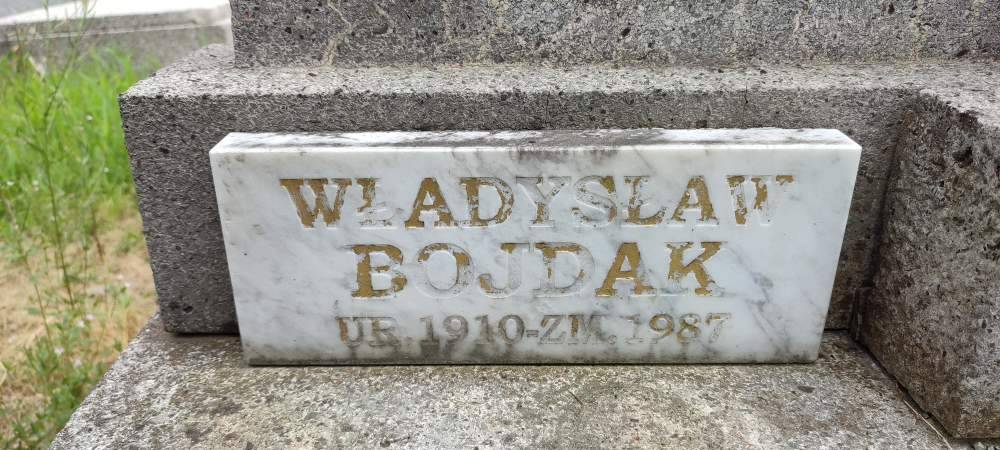 WŁADYSŁAW
BOJDAK
UR. 1910-ZM. 1987